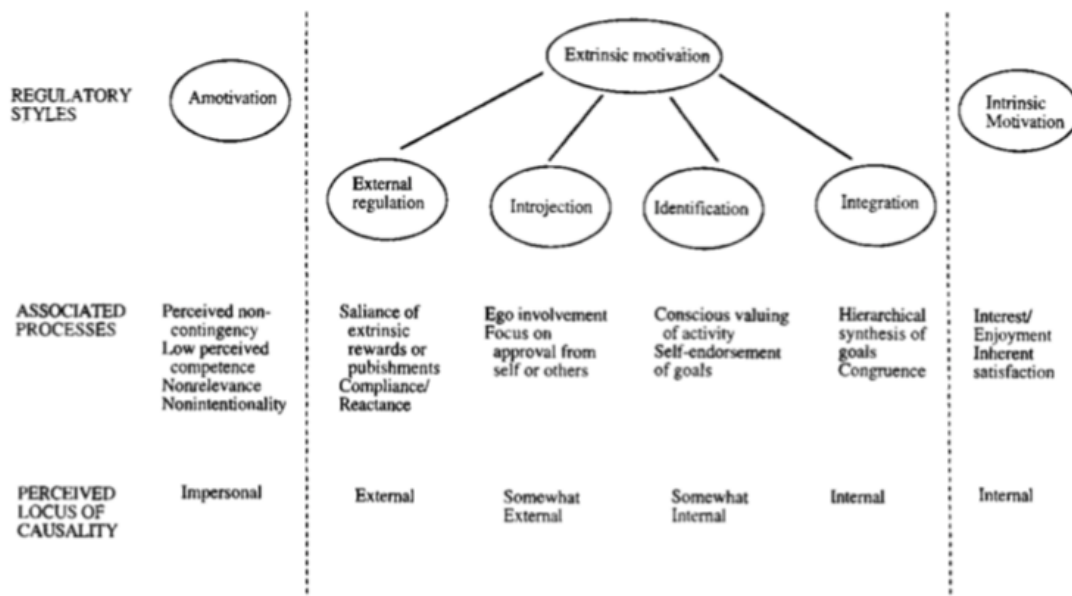 Extrinsic motivation
REGULATORY
STYLES
Amotivation
Intrinsic
Motivation
External
regulation
Introjection
Identification
Integration
ASSOCIATED
PROCESSES
Perceived non-
contingency
Low perceived
competence
Nonrelevance
Nonintentionality
Saliance of
extrinsic
rewards or
pubishments
Compliance/
Reactance
Ego involvement
Focus on
approval from
self or others
Conscious valuing
of activity
Self-endorsement
of goals
Hierarchical
synthesis of
goals
Congruence
Interest/
Enjoyment
Inherent
satisfaction
PERCEIVED
LOCUS OF
CAUSALITY
Impersonal
External
Somewhat
External
Somewhat
Internal
Internal
Internal